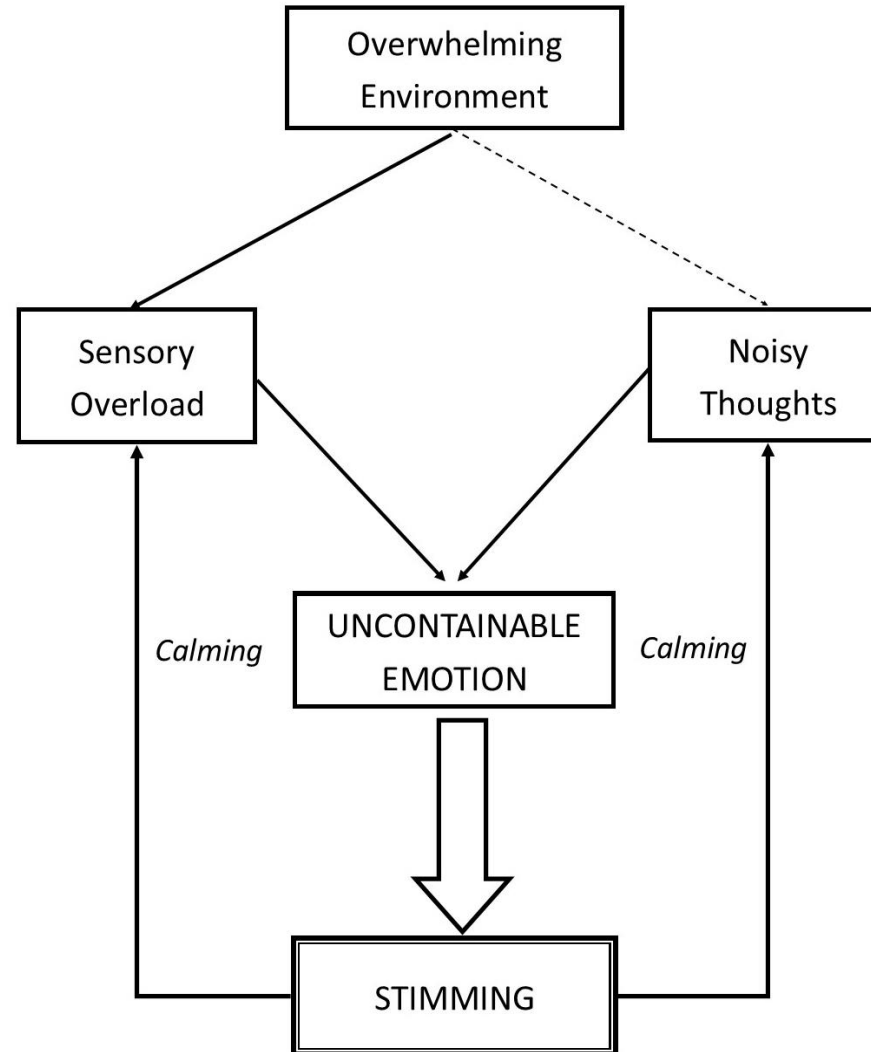 Overwhelming
Environment
Sensory
Overload
Noisy
Thoughts
UNCONTAINABLE
EMOTION
Calming
Calming
STIMMING